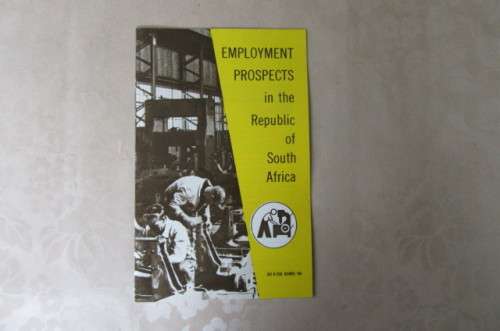 EMPLOYMENT
PROSPECTS
in the
Republic
of
South
Africa